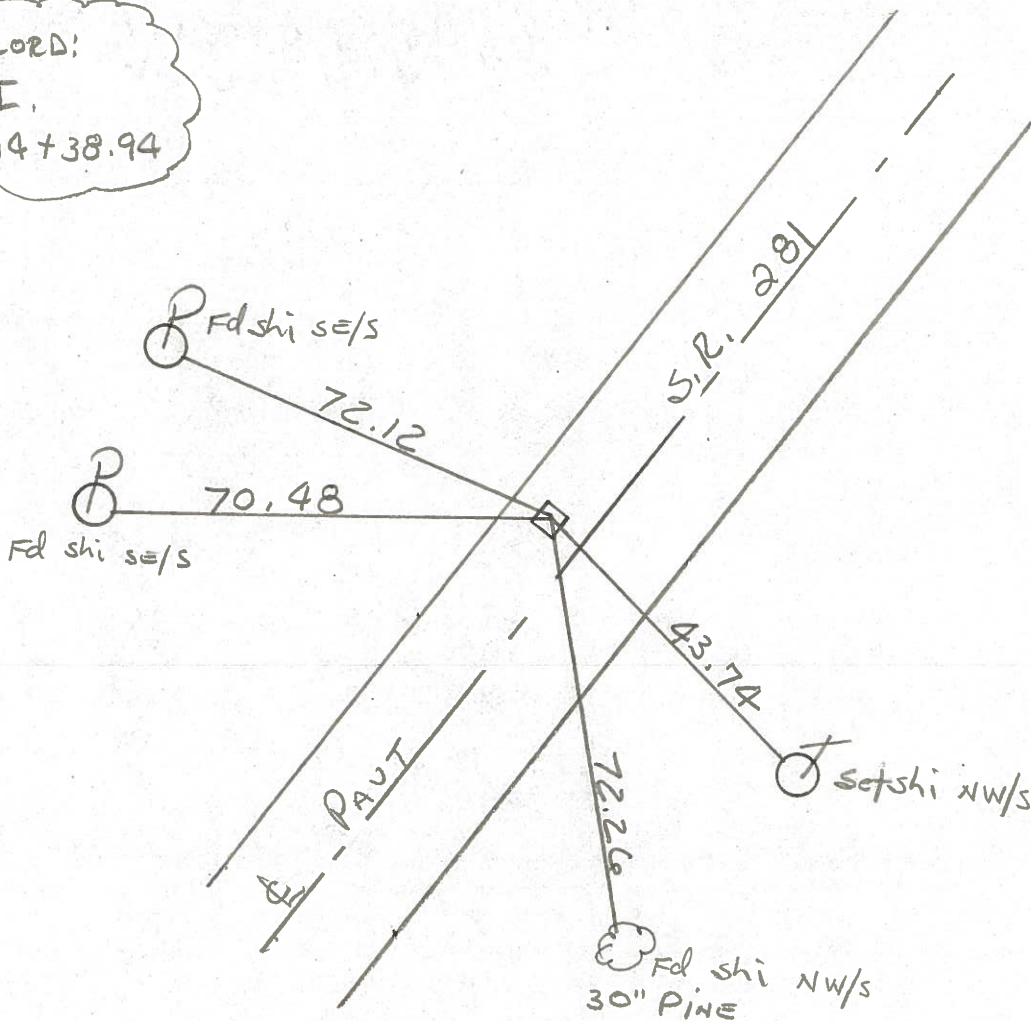 CORD:
I.
4+38.94
P Fd shi SE/S
72.12
P
70.48
Fd shi SE/S
S.R. 281
43.74
T
Set shi NW/S
72.26
℄ PAVT
Fd shi NW/S
30" PINE